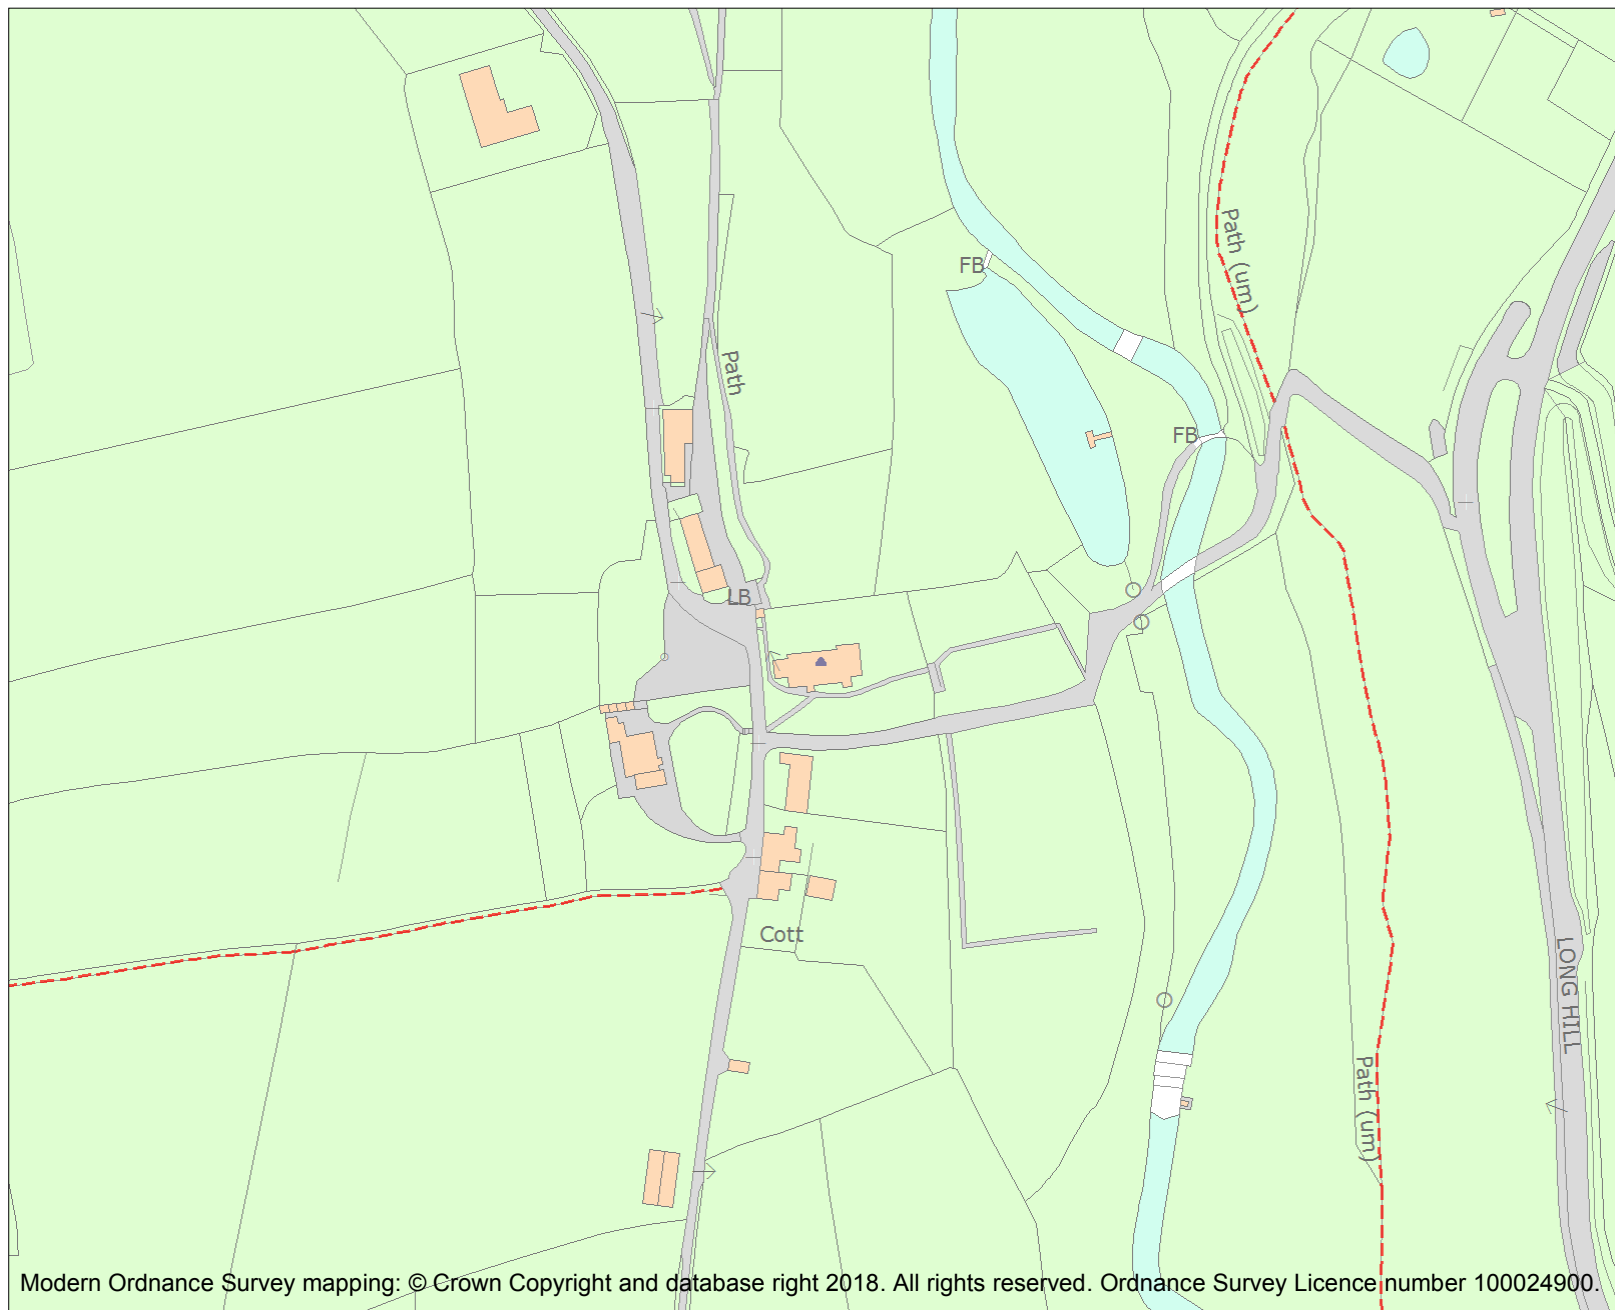 Path (um)
FB
Path
FB
LB
Cott
LONG HILL
Path (um)
Modern Ordnance Survey mapping: © Crown Copyright and database right 2018. All rights reserved. Ordnance Survey Licence number 100024900.